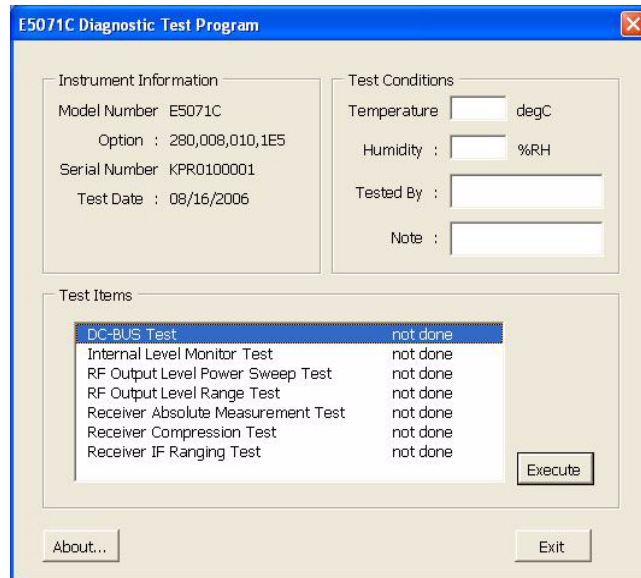 E5071C Diagnostic Test Program
Instrument Information
Model Number E5071C
Option : 280,008,010,1E5
Serial Number KPR0100001
Test Date : 08/16/2006
Test Conditions
Temperature degC
Humidity : %RH
Tested By :
Note :
Test Items
DC-BUS Test not done
Internal Level Monitor Test not done
RF Output Level Power Sweep Test not done
RF Output Level Range Test not done
Receiver Absolute Measurement Test not done
Receiver Compression Test not done
Receiver IF Ranging Test not done
Execute
About...
Exit